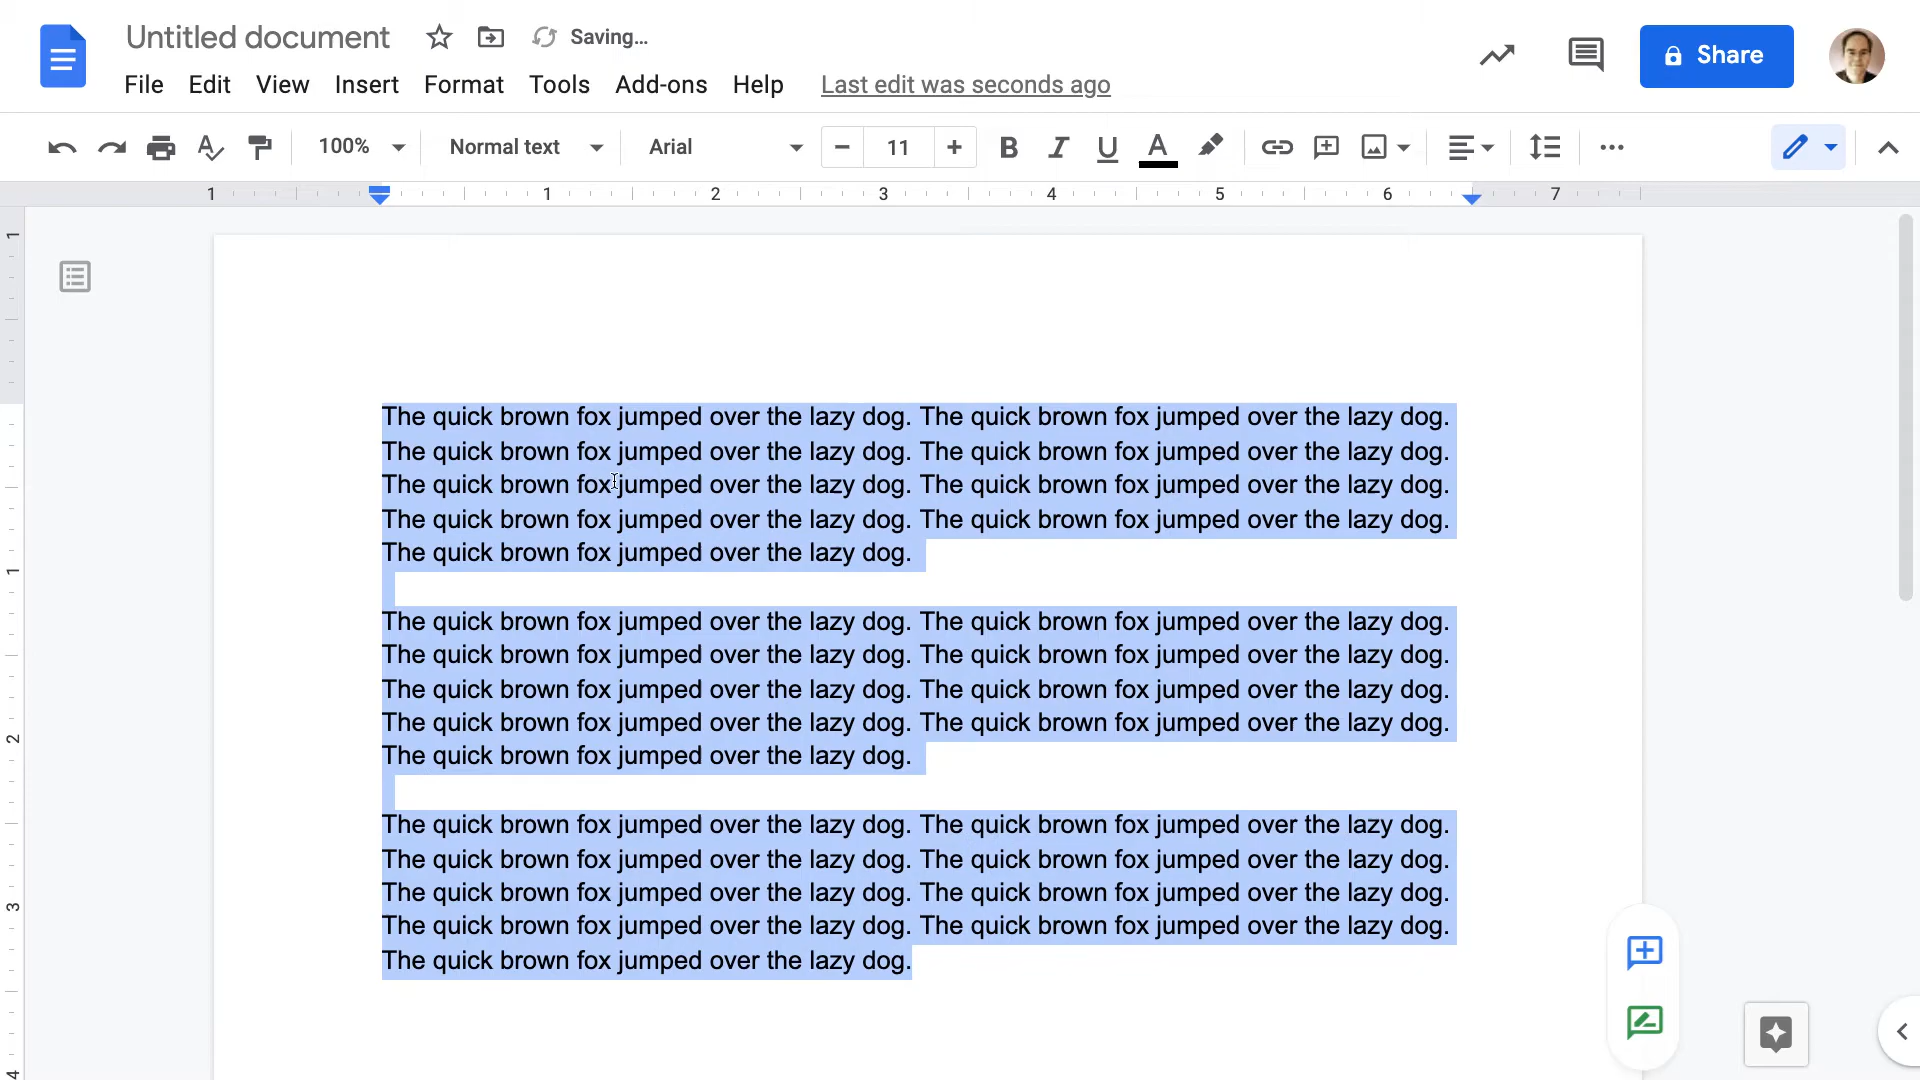 Untitled document Saving...
File Edit View Insert Format Tools Add-ons Help Last edit was seconds ago
Share
100% Normal text Arial 11 B I U A
1 1 2 3 4 5 6 7
1
The quick brown fox jumped over the lazy dog. The quick brown fox jumped over the lazy dog.
The quick brown fox jumped over the lazy dog. The quick brown fox jumped over the lazy dog.
The quick brown fox jumped over the lazy dog. The quick brown fox jumped over the lazy dog.
The quick brown fox jumped over the lazy dog. The quick brown fox jumped over the lazy dog.
The quick brown fox jumped over the lazy dog.
1
The quick brown fox jumped over the lazy dog. The quick brown fox jumped over the lazy dog.
The quick brown fox jumped over the lazy dog. The quick brown fox jumped over the lazy dog.
The quick brown fox jumped over the lazy dog. The quick brown fox jumped over the lazy dog.
The quick brown fox jumped over the lazy dog. The quick brown fox jumped over the lazy dog.
2
The quick brown fox jumped over the lazy dog.
The quick brown fox jumped over the lazy dog. The quick brown fox jumped over the lazy dog.
The quick brown fox jumped over the lazy dog. The quick brown fox jumped over the lazy dog.
The quick brown fox jumped over the lazy dog. The quick brown fox jumped over the lazy dog.
3
The quick brown fox jumped over the lazy dog. The quick brown fox jumped over the lazy dog.
The quick brown fox jumped over the lazy dog.
4